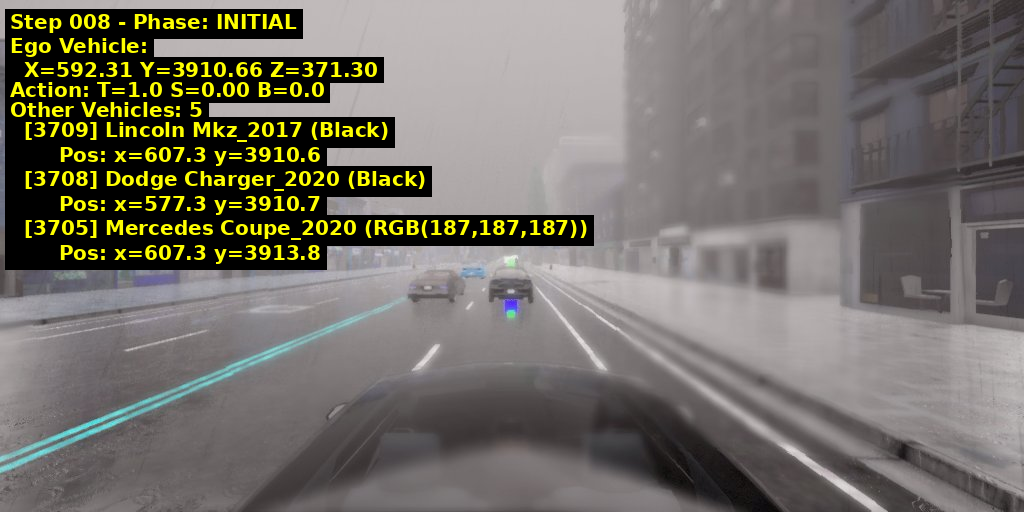 Step 008 - Phase: INITIAL
Ego Vehicle:
X=592.31 Y=3910.66 Z=371.30
Action: T=1.0 S=0.00 B=0.0
Other Vehicles: 5
[3709] Lincoln Mkz_2017 (Black)
Pos: x=607.3 y=3910.6
[3708] Dodge Charger_2020 (Black)
Pos: x=577.3 y=3910.7
[3705] Mercedes Coupe_2020 (RGB(187,187,187))
Pos: x=607.3 y=3913.8